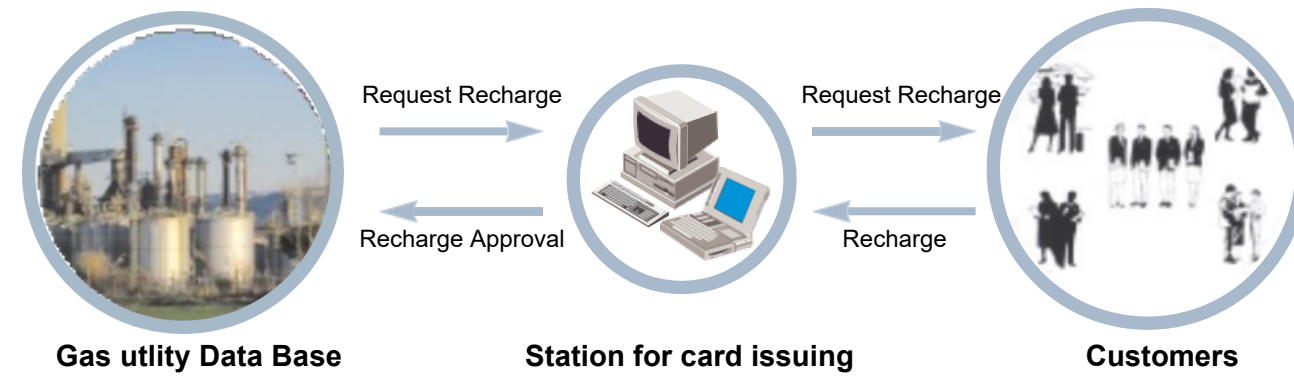 Request Recharge
Request Recharge
Recharge Approval
Recharge
Gas utlity Data Base
Station for card issuing
Customers